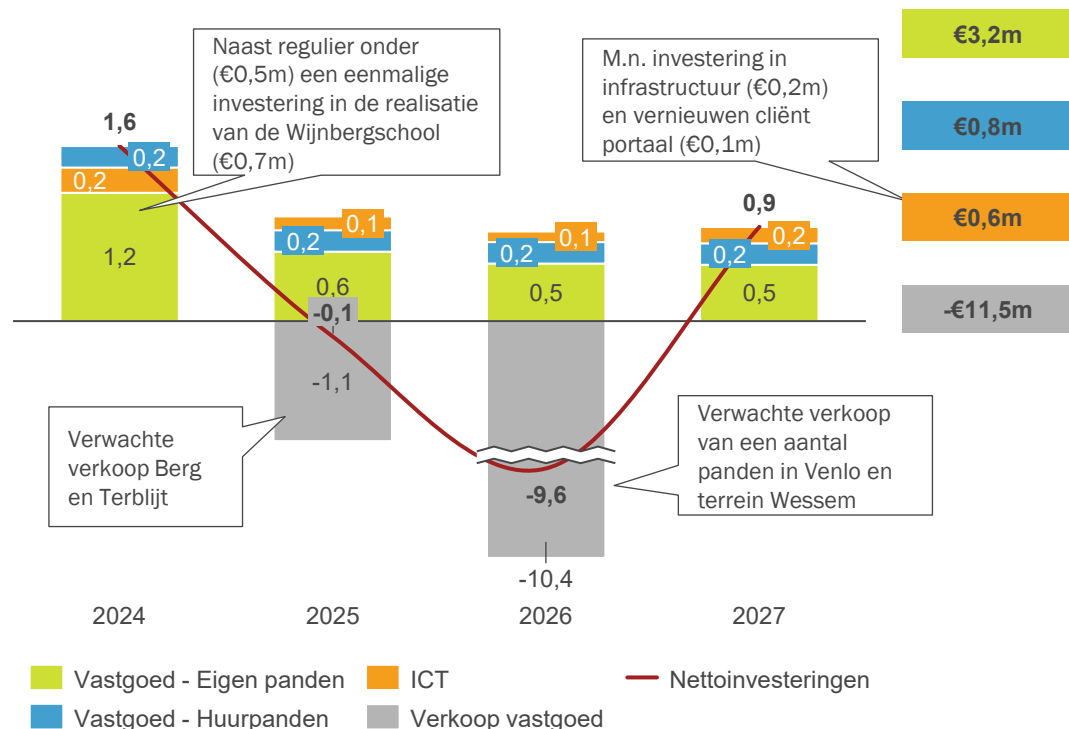 €3,2m
Naast regulier onder
(€0,5m) een eenmalige
investering in de realisatie
van de Wijnbergschool
(€0,7m)
M.n. investering in
infrastructuur (€0,2m)
en vernieuwen cliënt
portaal (€0,1m)
€0,8m
€0,6m
-€11,5m
1,6
0,2
0,2
1,2
0,1
0,2
0,6
-0,1
-1,1
0,1
0,2
0,5
-9,6
-10,4
0,9
0,2
0,2
0,5
Verwachte
verkoop Berg
en Terblijt
Verwachte verkoop
van een aantal
panden in Venlo en
terrein Wessem
2024 2025 2026 2027
Vastgoed - Eigen panden ICT Nettoinvesteringen
Vastgoed - Huurpanden Verkoop vastgoed